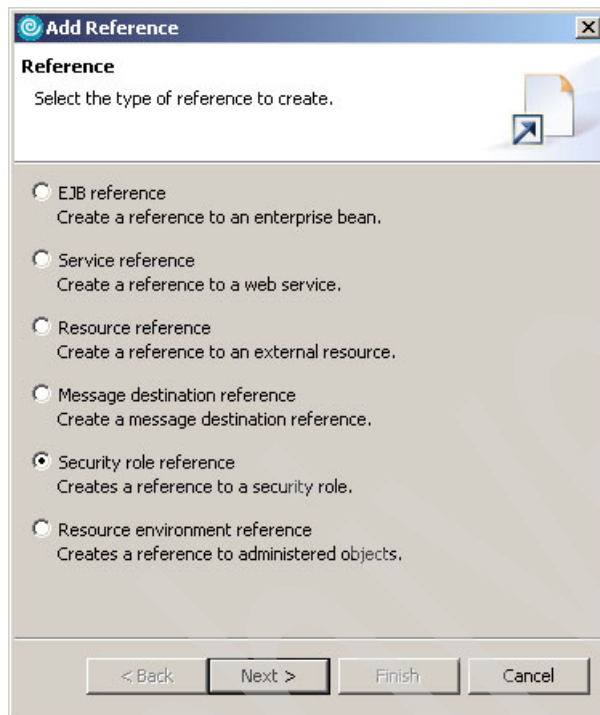 Add Reference
Reference
Select the type of reference to create.
EJB reference
Create a reference to an enterprise bean.
Service reference
Create a reference to a web service.
Resource reference
Create a reference to an external resource.
Message destination reference
Create a message destination reference.
Security role reference
Creates a reference to a security role.
Resource environment reference
Creates a reference to administered objects.
< Back Next > Finish Cancel